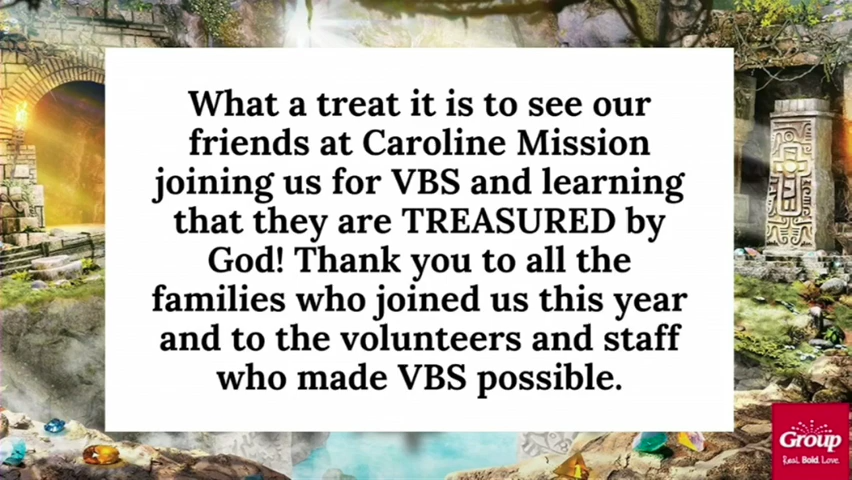 What a treat it is to see our
friends at Caroline Mission
joining us for VBS and learning
that they are TREASURED by
God! Thank you to all the
families who joined us this year
and to the volunteers and staff
who made VBS possible.
Group
Real. Bold. Love.